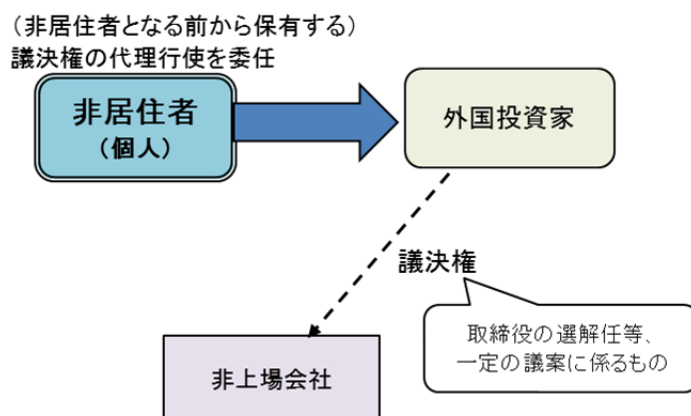 （非居住者となる前から保有する）
議決権の代理行使を委任
非居住者
（個人）
外国投資家
議決権
取締役の選解任等、
一定の議案に係るもの
非上場会社